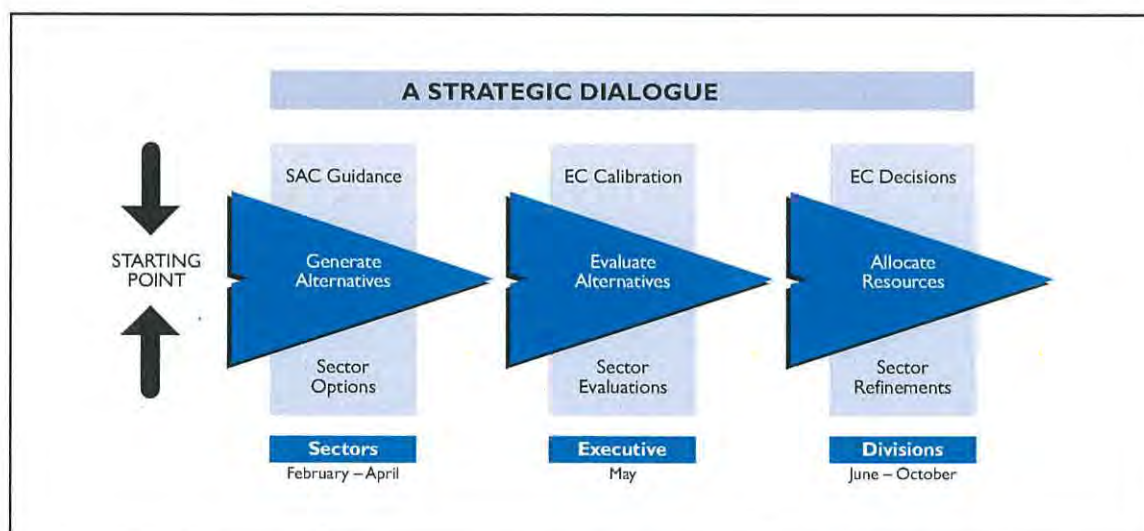 A STRATEGIC DIALOGUE
STARTING
POINT
SAC Guidance
Generate
Alternatives
Sector
Options
Sectors
February – April
EC Calibration
Evaluate
Alternatives
Sector
Evaluations
Executive
May
EC Decisions
Allocate
Resources
Sector
Refinements
Divisions
June – October